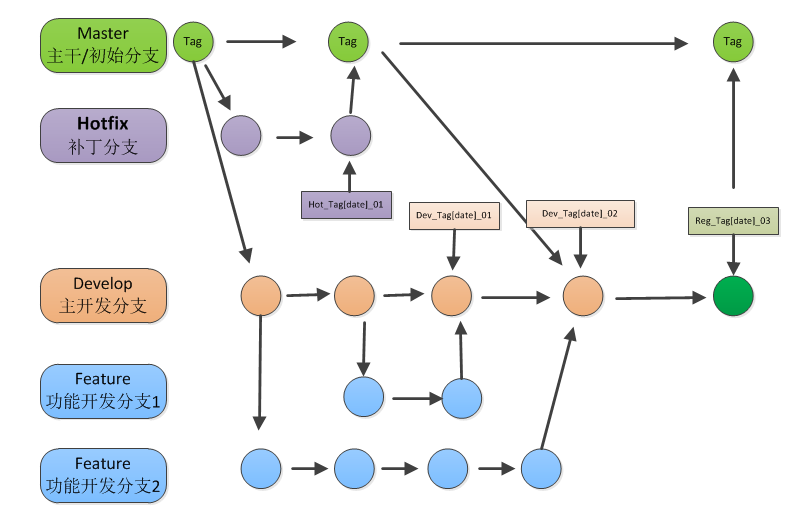 Master
主干/初始分支
Tag
Tag
Tag
Hotfix
补丁分支
Hot_Tag[date]_01
Dev_Tag[date]_01
Dev_Tag[date]_02
Reg_Tag[date]_03
Develop
主开发分支
Feature
功能开发分支1
Feature
功能开发分支2